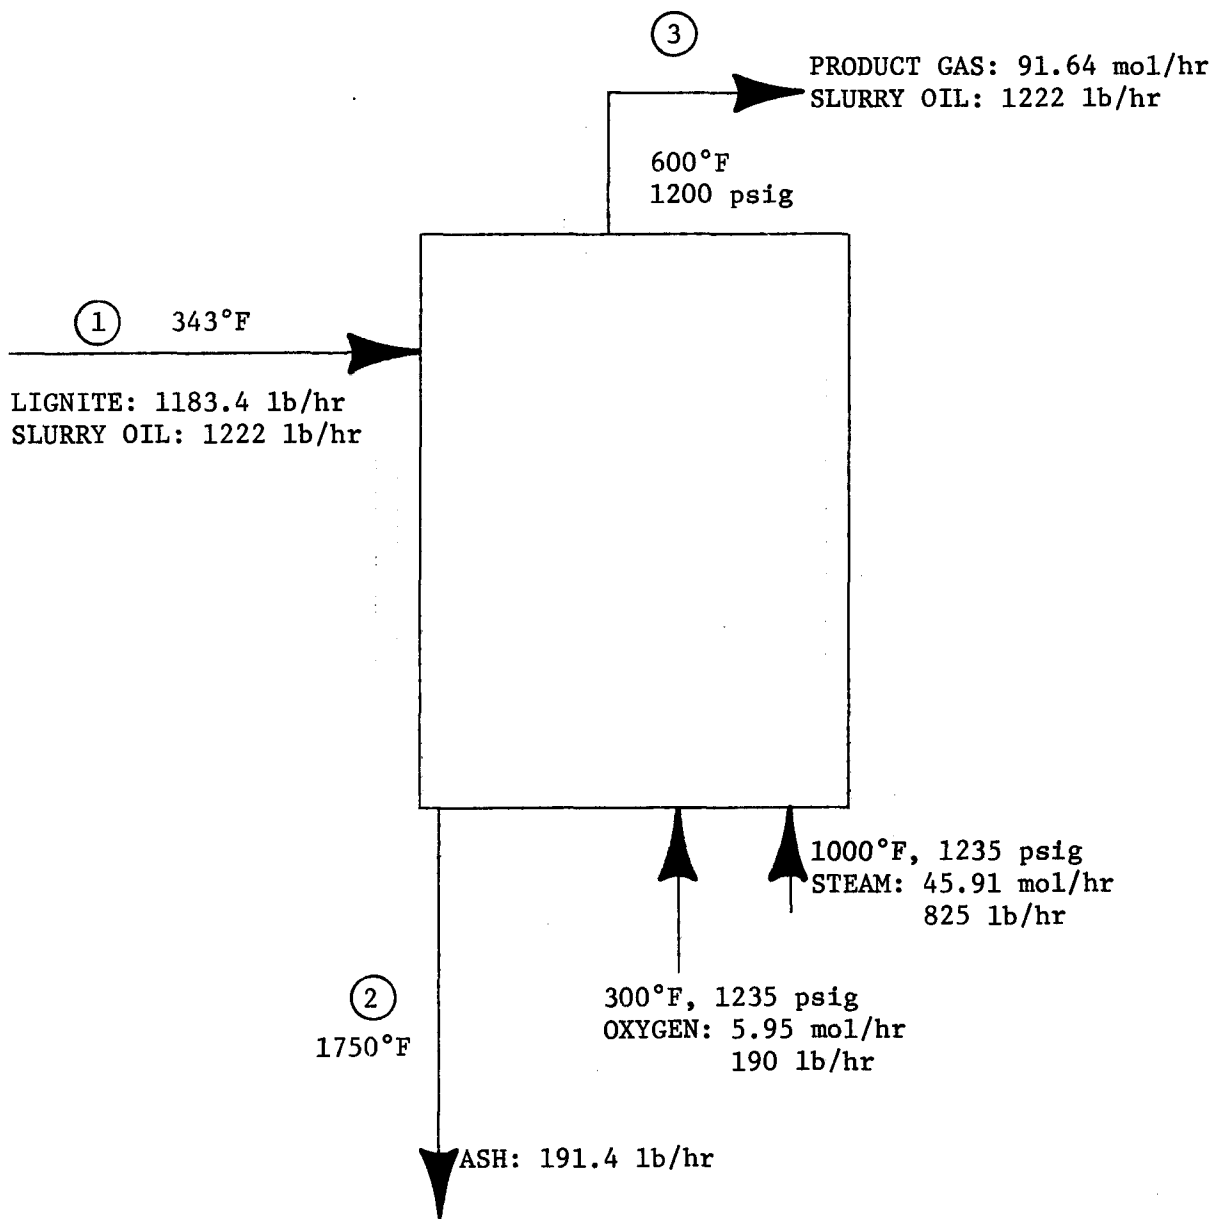 3
PRODUCT GAS: 91.64 mol/hr
SLURRY OIL: 1222 lb/hr
600°F
1200 psig
1 343°F
LIGNITE: 1183.4 lb/hr
SLURRY OIL: 1222 lb/hr
1000°F, 1235 psig
STEAM: 45.91 mol/hr
825 lb/hr
2
1750°F
300°F, 1235 psig
OXYGEN: 5.95 mol/hr
190 lb/hr
ASH: 191.4 lb/hr